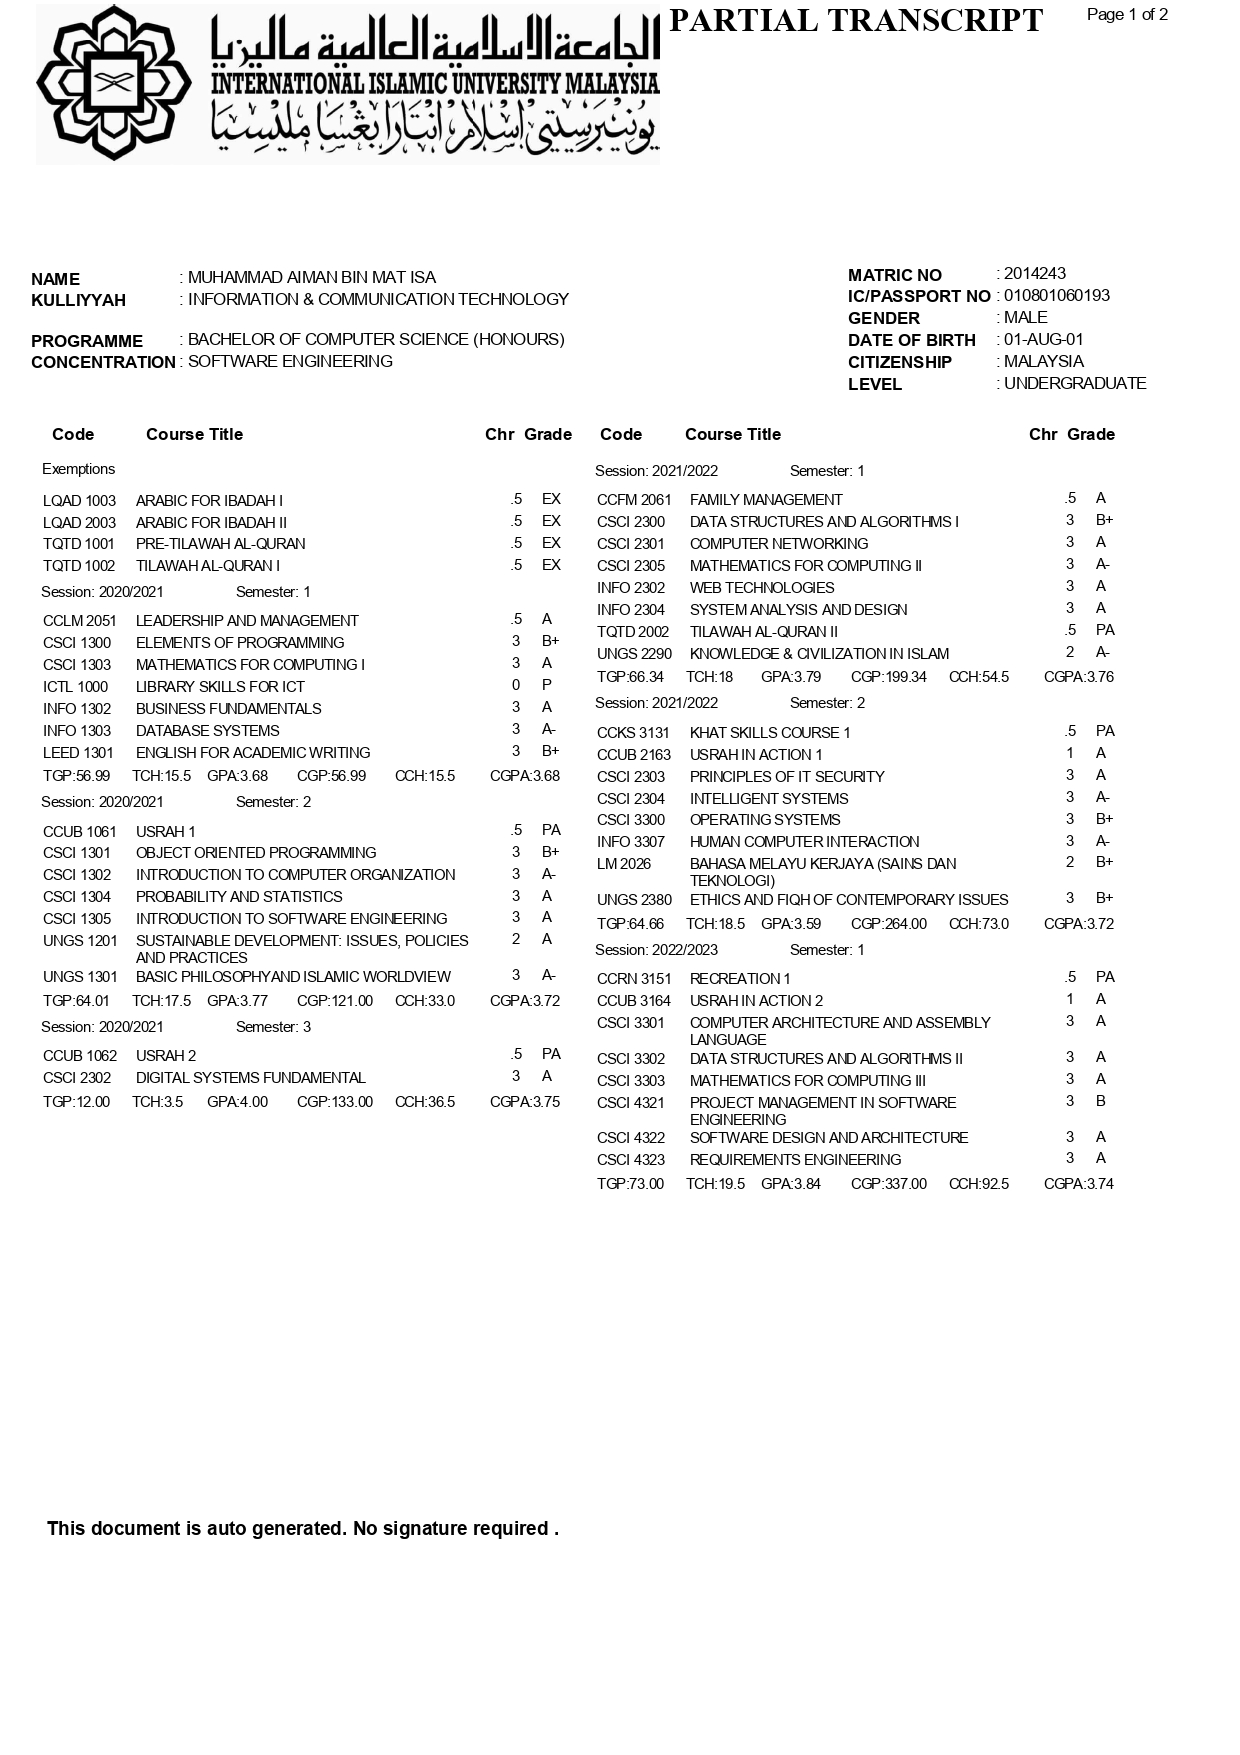 الجامعة الإسلامية العالمية ماليزيا
INTERNATIONAL ISLAMIC UNIVERSITY MALAYSIA
يونيۏرسيتي اسلام انتارابڠسا مليسيا
PARTIAL TRANSCRIPT
Page 1 of 2
NAME : MUHAMMAD AIMAN BIN MAT ISA
KULLIYYAH : INFORMATION & COMMUNICATION TECHNOLOGY
PROGRAMME : BACHELOR OF COMPUTER SCIENCE (HONOURS)
CONCENTRATION : SOFTWARE ENGINEERING
MATRIC NO : 2014243
IC/PASSPORT NO : 010801060193
GENDER : MALE
DATE OF BIRTH : 01-AUG-01
CITIZENSHIP : MALAYSIA
LEVEL : UNDERGRADUATE
Code Course Title Chr Grade
Exemptions
LQAD 1003 ARABIC FOR IBADAH I .5 EX
LQAD 2003 ARABIC FOR IBADAH II .5 EX
TQTD 1001 PRE-TILAWAH AL-QURAN .5 EX
TQTD 1002 TILAWAH AL-QURAN I .5 EX
Session: 2020/2021 Semester: 1
CCLM 2051 LEADERSHIP AND MANAGEMENT .5 A
CSCI 1300 ELEMENTS OF PROGRAMMING 3 B+
CSCI 1303 MATHEMATICS FOR COMPUTING I 3 A
ICTL 1000 LIBRARY SKILLS FOR ICT 0 P
INFO 1302 BUSINESS FUNDAMENTALS 3 A
INFO 1303 DATABASE SYSTEMS 3 A-
LEED 1301 ENGLISH FOR ACADEMIC WRITING 3 B+
TGP:56.99 TCH:15.5 GPA:3.68 CGP:56.99 CCH:15.5 CGPA:3.68
Session: 2020/2021 Semester: 2
CCUB 1061 USRAH 1 .5 PA
CSCI 1301 OBJECT ORIENTED PROGRAMMING 3 B+
CSCI 1302 INTRODUCTION TO COMPUTER ORGANIZATION 3 A-
CSCI 1304 PROBABILITY AND STATISTICS 3 A
CSCI 1305 INTRODUCTION TO SOFTWARE ENGINEERING 3 A
UNGS 1201 SUSTAINABLE DEVELOPMENT: ISSUES, POLICIES 2 A
AND PRACTICES
UNGS 1301 BASIC PHILOSOPHY AND ISLAMIC WORLDVIEW 3 A-
TGP:64.01 TCH:17.5 GPA:3.77 CGP:121.00 CCH:33.0 CGPA:3.72
Session: 2020/2021 Semester: 3
CCUB 1062 USRAH 2 .5 PA
CSCI 2302 DIGITAL SYSTEMS FUNDAMENTAL 3 A
TGP:12.00 TCH:3.5 GPA:4.00 CGP:133.00 CCH:36.5 CGPA:3.75
Code Course Title Chr Grade
Session: 2021/2022 Semester: 1
CCFM 2061 FAMILY MANAGEMENT .5 A
CSCI 2300 DATA STRUCTURES AND ALGORITHMS I 3 B+
CSCI 2301 COMPUTER NETWORKING 3 A
CSCI 2305 MATHEMATICS FOR COMPUTING II 3 A-
INFO 2302 WEB TECHNOLOGIES 3 A
INFO 2304 SYSTEM ANALYSIS AND DESIGN 3 A
TQTD 2002 TILAWAH AL-QURAN II .5 PA
UNGS 2290 KNOWLEDGE & CIVILIZATION IN ISLAM 2 A-
TGP:66.34 TCH:18 GPA:3.79 CGP:199.34 CCH:54.5 CGPA:3.76
Session: 2021/2022 Semester: 2
CCKS 3131 KHAT SKILLS COURSE 1 .5 PA
CCUB 2163 USRAH IN ACTION 1 1 A
CSCI 2303 PRINCIPLES OF IT SECURITY 3 A
CSCI 2304 INTELLIGENT SYSTEMS 3 A-
CSCI 3300 OPERATING SYSTEMS 3 B+
INFO 3307 HUMAN COMPUTER INTERACTION 3 A-
LM 2026 BAHASA MELAYU KERJAYA (SAINS DAN 2 B+
TEKNOLOGI)
UNGS 2380 ETHICS AND FIQH OF CONTEMPORARY ISSUES 3 B+
TGP:64.66 TCH:18.5 GPA:3.59 CGP:264.00 CCH:73.0 CGPA:3.72
Session: 2022/2023 Semester: 1
CCRN 3151 RECREATION 1 .5 PA
CCUB 3164 USRAH IN ACTION 2 1 A
CSCI 3301 COMPUTER ARCHITECTURE AND ASSEMBLY 3 A
LANGUAGE
CSCI 3302 DATA STRUCTURES AND ALGORITHMS II 3 A
CSCI 3303 MATHEMATICS FOR COMPUTING III 3 A
CSCI 4321 PROJECT MANAGEMENT IN SOFTWARE 3 B
ENGINEERING
CSCI 4322 SOFTWARE DESIGN AND ARCHITECTURE 3 A
CSCI 4323 REQUIREMENTS ENGINEERING 3 A
TGP:73.00 TCH:19.5 GPA:3.84 CGP:337.00 CCH:92.5 CGPA:3.74
This document is auto generated. No signature required .